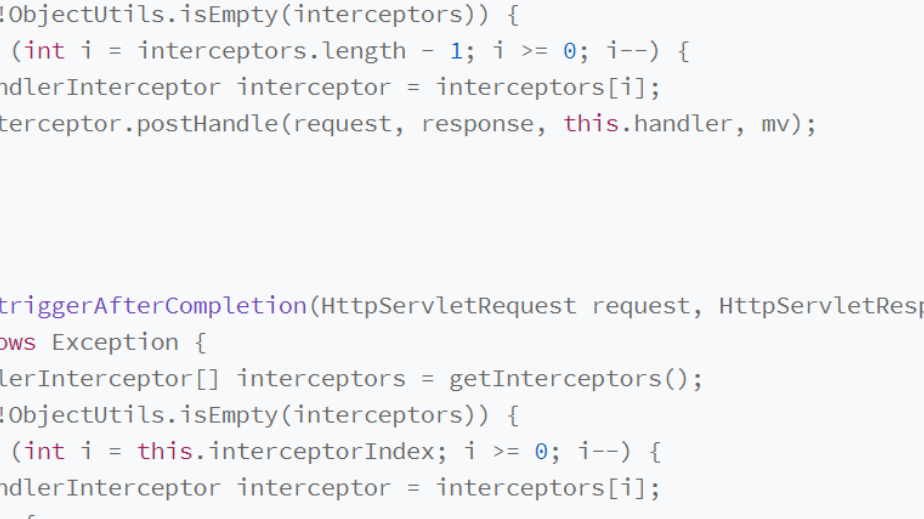 !ObjectUtils.isEmpty(interceptors)) {
(int i = interceptors.length - 1; i >= 0; i--) {
ndlerInterceptor interceptor = interceptors[i];
terceptor.postHandle(request, response, this.handler, mv);
triggerAfterCompletion(HttpServletRequest request, HttpServletResp
ows Exception {
lerInterceptor[] interceptors = getInterceptors();
!ObjectUtils.isEmpty(interceptors)) {
(int i = this.interceptorIndex; i >= 0; i--) {
ndlerInterceptor interceptor = interceptors[i];
{